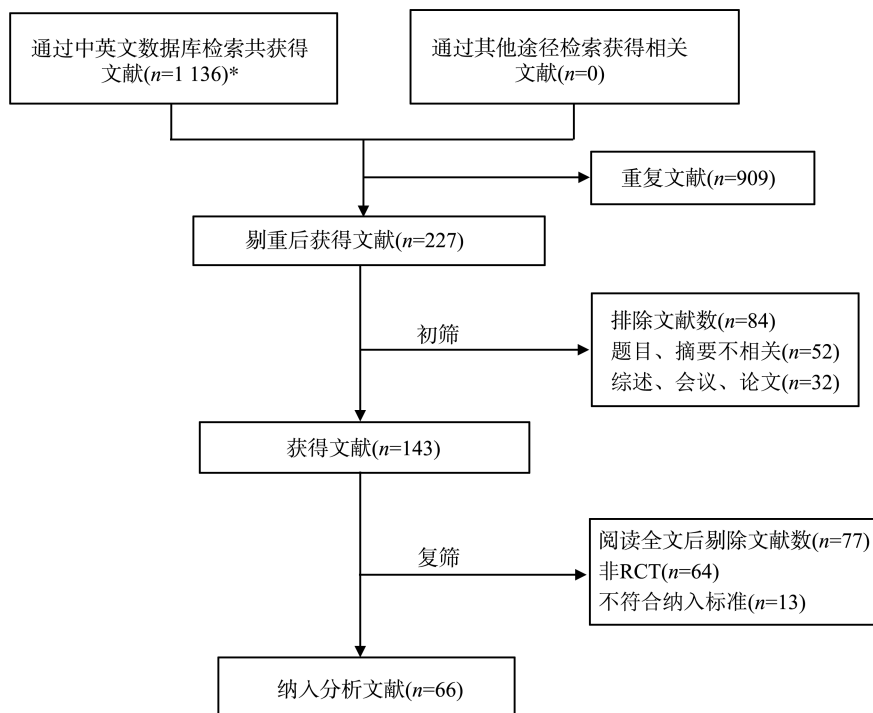 通过中英文数据库检索共获得
文献(n=1 136)*
通过其他途径检索获得相关
文献(n=0)
重复文献(n=909)
剔重后获得文献(n=227)
初筛
排除文献数(n=84)
题目、摘要不相关(n=52)
综述、会议、论文(n=32)
获得文献(n=143)
复筛
阅读全文后剔除文献数(n=77)
非RCT(n=64)
不符合纳入标准(n=13)
纳入分析文献(n=66)